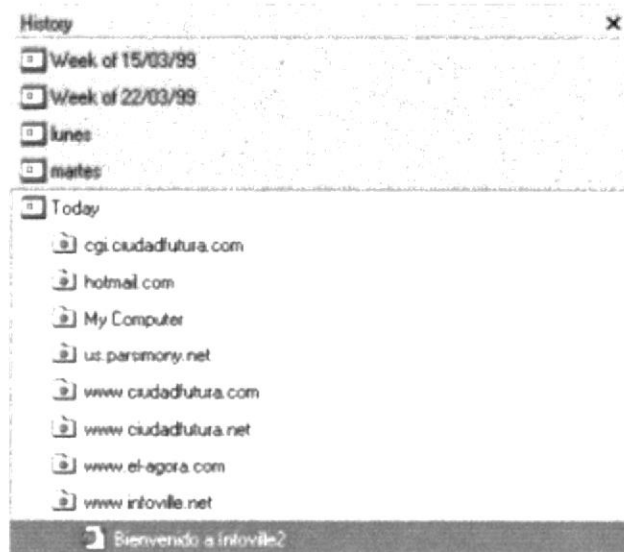 History
Week of 15/03/99
Week of 22/03/99
lunes
martes
Today
cgi.ciudadfutura.com
hotmail.com
My Computer
us.parsimony.net
www.ciudadfutura.com
www.ciudadfutura.net
www.el-agora.com
www.infoville.net
Bienvenido a Infoville2